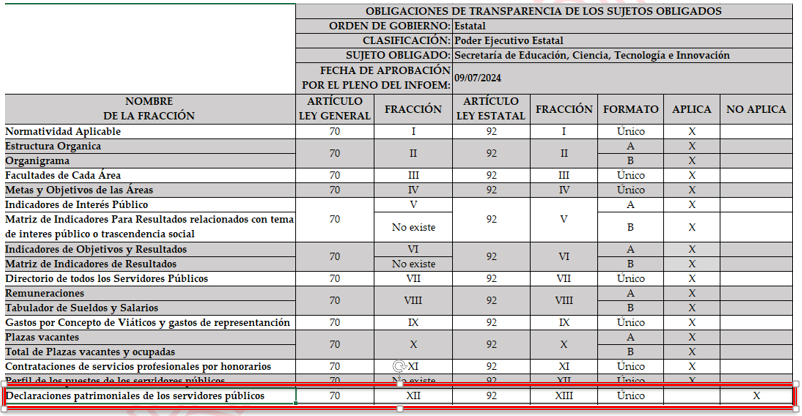 OBLIGACIONES DE TRANSPARENCIA DE LOS SUJETOS OBLIGADOS
ORDEN DE GOBIERNO: Estatal
CLASIFICACIÓN: Poder Ejecutivo Estatal
SUJETO OBLIGADO: Secretaría de Educación, Ciencia, Tecnología e Innovación
FECHA DE APROBACIÓN
POR EL PLENO DEL INFOEM: 09/07/2024
NOMBRE DE LA FRACCIÓN ARTÍCULO LEY GENERAL FRACCIÓN ARTÍCULO LEY ESTATAL FRACCIÓN FORMATO APLICA NO APLICA
Normatividad Aplicable 70 I 92 I Único X
Estructura Organica 70 II 92 II A X
Organigrama B X
Facultades de Cada Área 70 III 92 III Único X
Metas y Objetivos de las Áreas 70 IV 92 IV Único X
Indicadores de Interés Público 70 V 92 V A X
Matriz de Indicadores Para Resultados relacionados con tema
de interes público o trascendencia social No existe B X
Indicadores de Objetivos y Resultados 70 VI 92 VI A X
Matriz de Indicadores de Resultados No existe B X
Directorio de todos los Servidores Públicos 70 VII 92 VII Único X
Remuneraciones 70 VIII 92 VIII A X
Tabulador de Sueldos y Salarios B X
Gastos por Concepto de Viáticos y gastos de representanción 70 IX 92 IX Único X
Plazas vacantes 70 X 92 X A X
Total de Plazas vacantes y ocupadas B X
Contrataciones de servicios profesionales por honorarios 70 XI 92 XI Único X
Perfil de los puestos de los servidores públicos No existe 92 XII Único X
Declaraciones patrimoniales de los servidores públicos 70 XII 92 XIII Único X